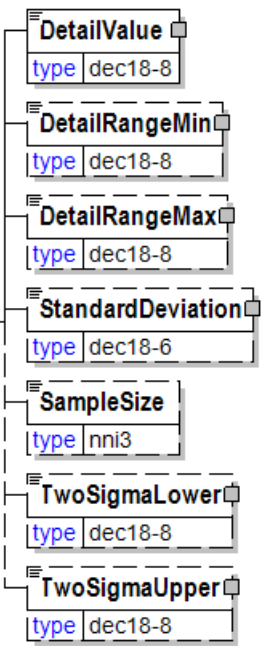 DetailValue
type dec18-8
DetailRangeMin
type dec18-8
DetailRangeMax
type dec18-8
StandardDeviation
type dec18-6
SampleSize
type nni3
TwoSigmaLower
type dec18-8
TwoSigmaUpper
type dec18-8